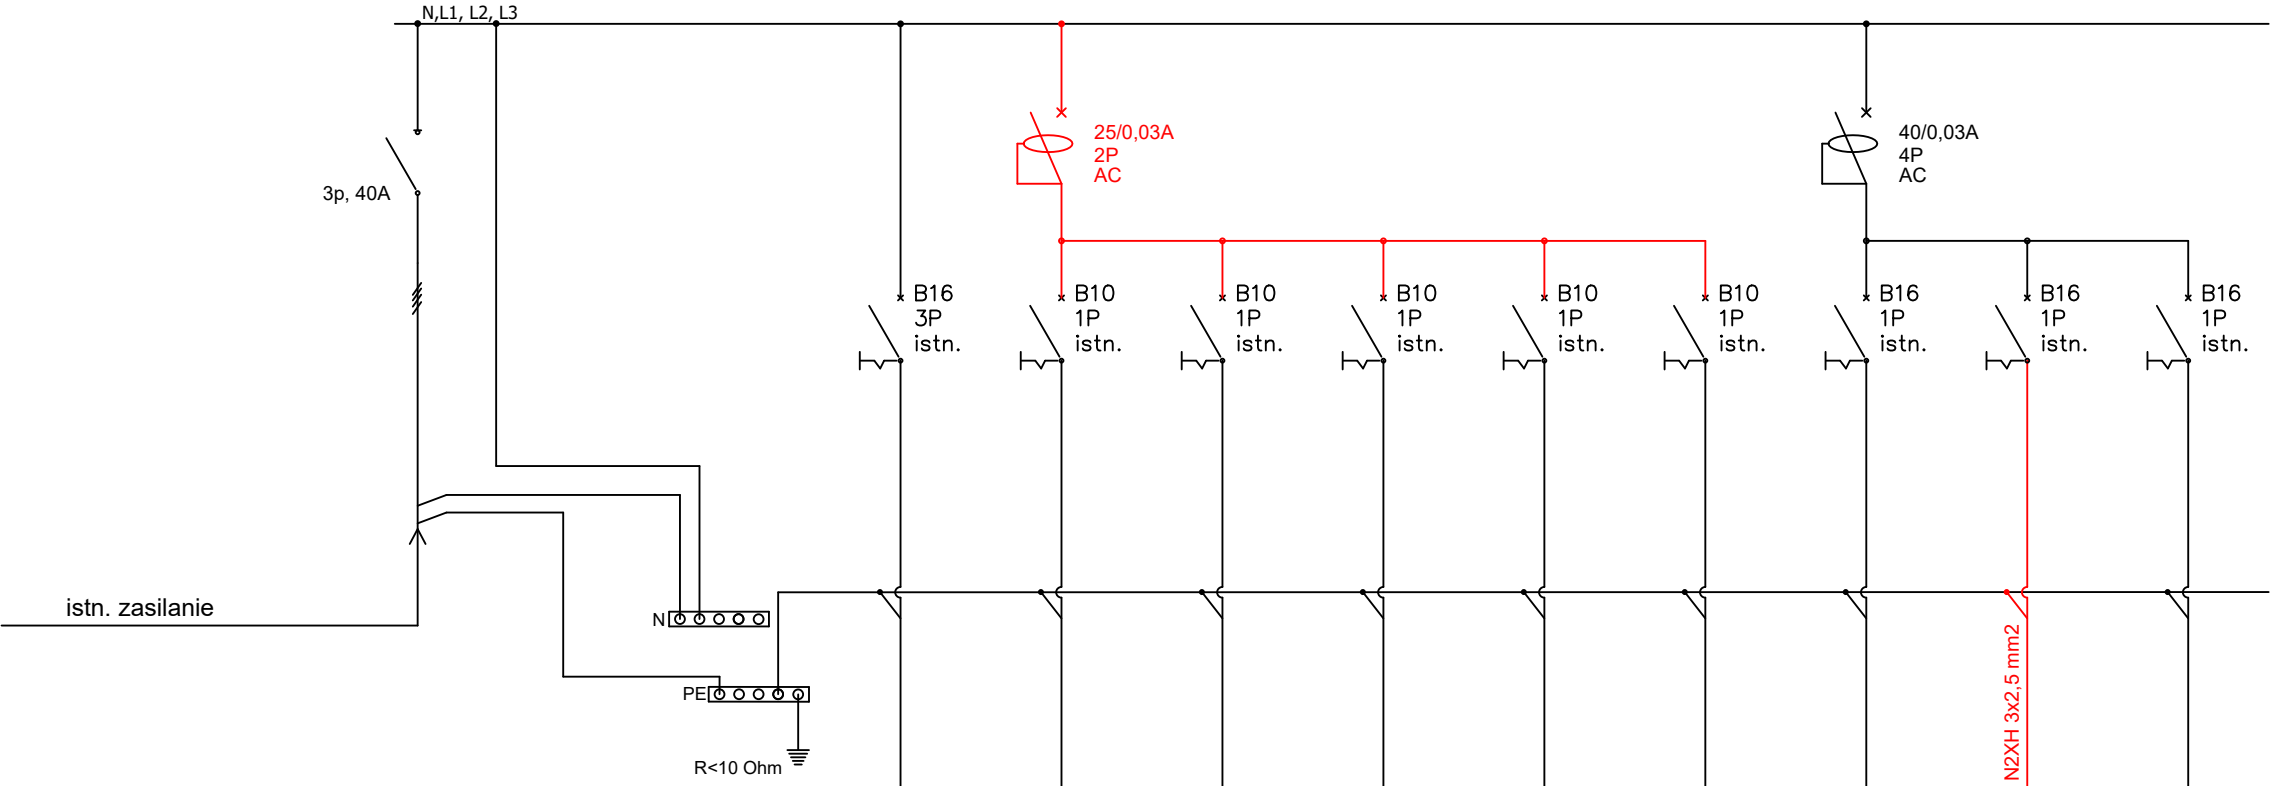 N,L1, L2, L3
3p, 40A
25/0,03A
2P
AC
40/0,03A
4P
AC
B16
3P
istn.
B10
1P
istn.
B10
1P
istn.
B10
1P
istn.
B10
1P
istn.
B10
1P
istn.
B16
1P
istn.
B16
1P
istn.
B16
1P
istn.
istn. zasilanie
N
PE
R<10 Ohm
N2XH 3x2,5 mm2